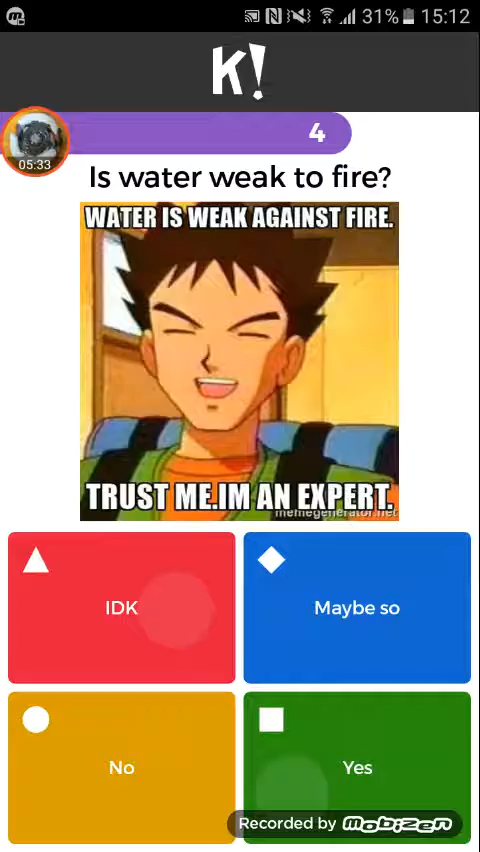 31% 15:12
K!
4
05:33
Is water weak to fire?
WATER IS WEAK AGAINST FIRE.
TRUST ME.IM AN EXPERT.
memegenerator.net
IDK
Maybe so
No
Yes
Recorded by mobizen